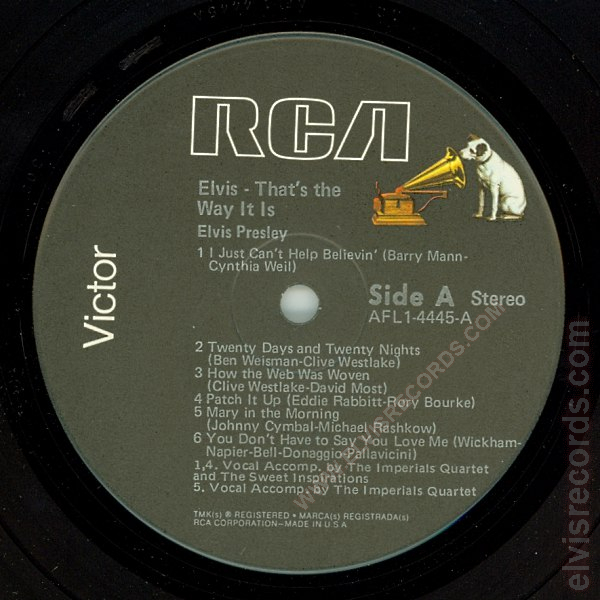 RCA
Elvis - That's the
Way It Is
Elvis Presley
1 I Just Can't Help Believin' (Barry Mann-
Cynthia Weil)
Victor
Side A Stereo
AFL1-4445-A
2 Twenty Days and Twenty Nights
(Ben Weisman-Clive Westlake)
3 How the Web Was Woven
(Clive Westlake-David Most)
4 Patch It Up (Eddie Rabbitt-Rory Bourke)
5 Mary in the Morning
(Johnny Cymbal-Michael Rashkow)
6 You Don't Have to Say You Love Me (Wickham-
Napier-Bell-Donaggio-Pallavicini)
1,4. Vocal Accomp. by The Imperials Quartet
and The Sweet Inspirations
5. Vocal Accomp. by The Imperials Quartet
TMK(s) ® REGISTERED • MARCA(s) REGISTRADA(s)
RCA CORPORATION—MADE IN U.S.A
WWW.ELVISRECORDS.COM
elvisrecords.com